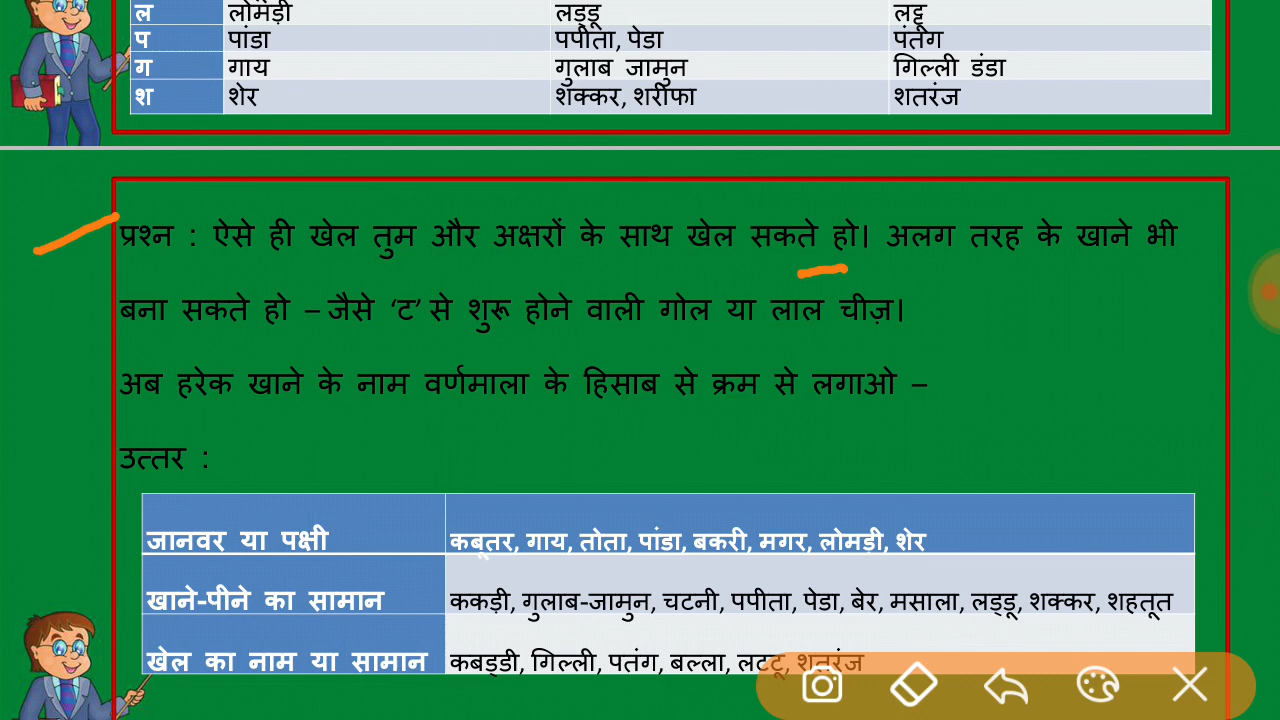 ल लोमड़ी लड्डू लट्टू
प पांडा पपीता, पेडा पंतग
ग गाय गुलाब जामुन गिल्ली डंडा
श शेर शक्कर, शरीफा शतरंज
प्रश्न : ऐसे ही खेल तुम और अक्षरों के साथ खेल सकते हो। अलग तरह के खाने भी
बना सकते हो – जैसे ‘ट’ से शुरू होने वाली गोल या लाल चीज़।
अब हरेक खाने के नाम वर्णमाला के हिसाब से क्रम से लगाओ –
उत्तर :
जानवर या पक्षी कबूतर, गाय, तोता, पांडा, बकरी, मगर, लोमड़ी, शेर
खाने-पीने का सामान ककड़ी, गुलाब-जामुन, चटनी, पपीता, पेडा, बेर, मसाला, लड्डू, शक्कर, शहतूत
खेल का नाम या सामान कबड्डी, गिल्ली, पतंग, बल्ला, लटटू, शतरंज